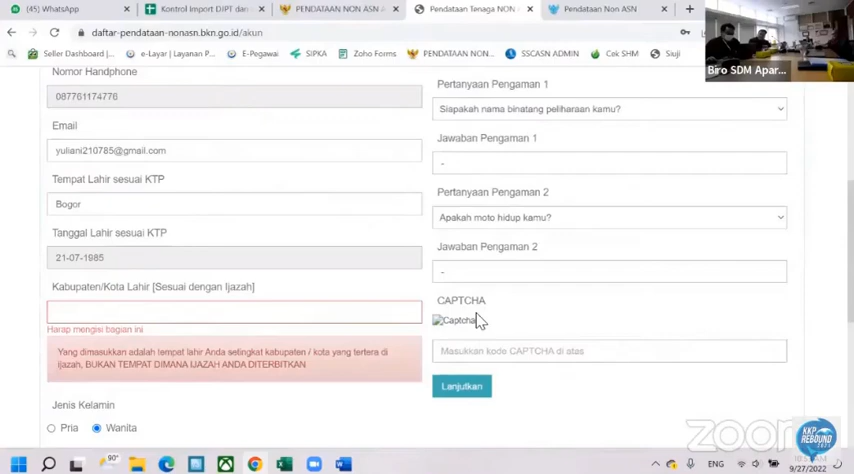 (45) WhatsApp
Kontrol Import DJPT dan
PENDATAAN NON ASN A
Pendataan Tenaga NON
Pendataan Non ASN
daftar-pendataan-nonasn.bkn.go.id/akun
Seller Dashboard |...
e-Layar | Layanan P...
E-Pegawai
SIPKA
Zoho Forms
PENDATAAN NON...
SSCASN ADMIN
Cek SHM
Siuji
Biro SDM Apar...
Nomor Handphone
087761174776
Email
yuliani210785@gmail.com
Tempat Lahir sesuai KTP
Bogor
Tanggal Lahir sesuai KTP
21-07-1985
Kabupaten/Kota Lahir [Sesuai dengan Ijazah]
Harap mengisi bagian ini
Yang dimasukkan adalah tempat lahir Anda setingkat kabupaten / kota yang tertera di
ijazah, BUKAN TEMPAT DIMANA IJAZAH ANDA DITERBITKAN
Jenis Kelamin
Pria
Wanita
Pertanyaan Pengaman 1
Siapakah nama binatang peliharaan kamu?
Jawaban Pengaman 1
-
Pertanyaan Pengaman 2
Apakah moto hidup kamu?
Jawaban Pengaman 2
-
CAPTCHA
Captcha
Masukkan kode CAPTCHA di atas
Lanjutkan
zoom
KKP
REBOUND
90°
ENG
9/27/2022